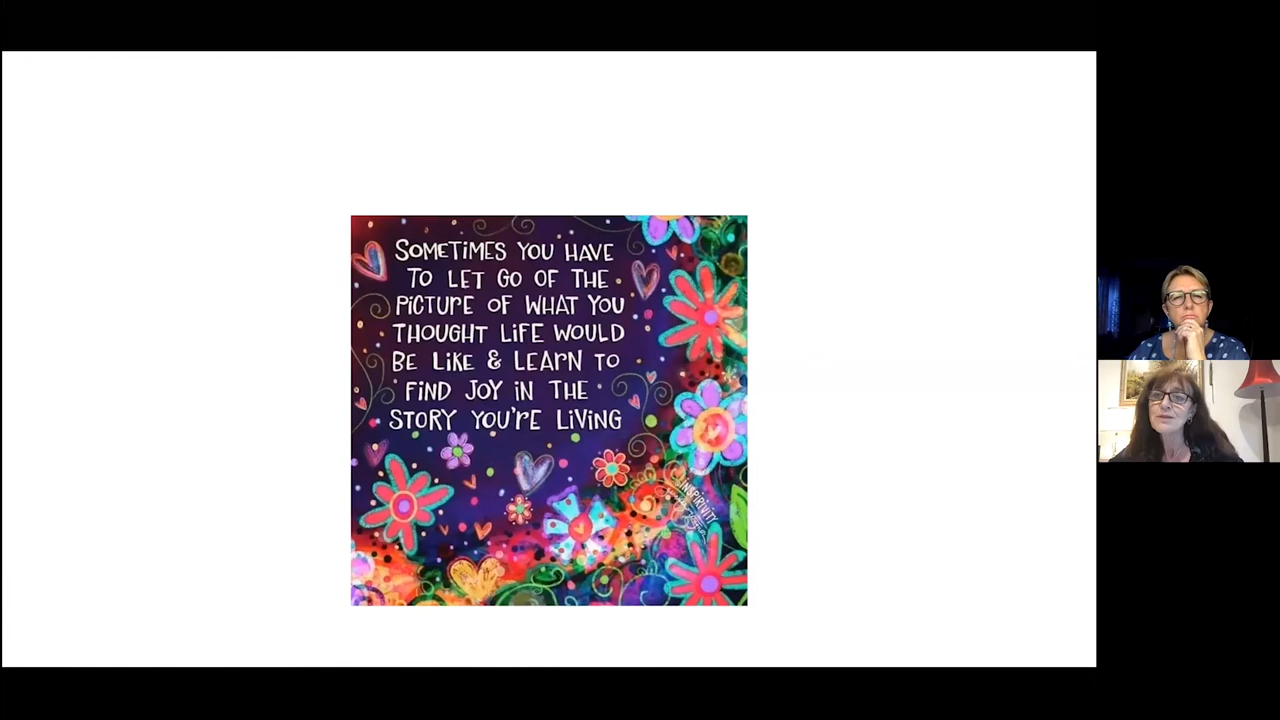 SOMETIMES YOU HAVE
TO LET GO OF THE
PICTURE OF WHAT YOU
THOUGHT LIFE WOULD
BE LIKE & LEARN TO
FIND JOY IN THE
STORY YOU'RE LIVING
INSPIRIVITY